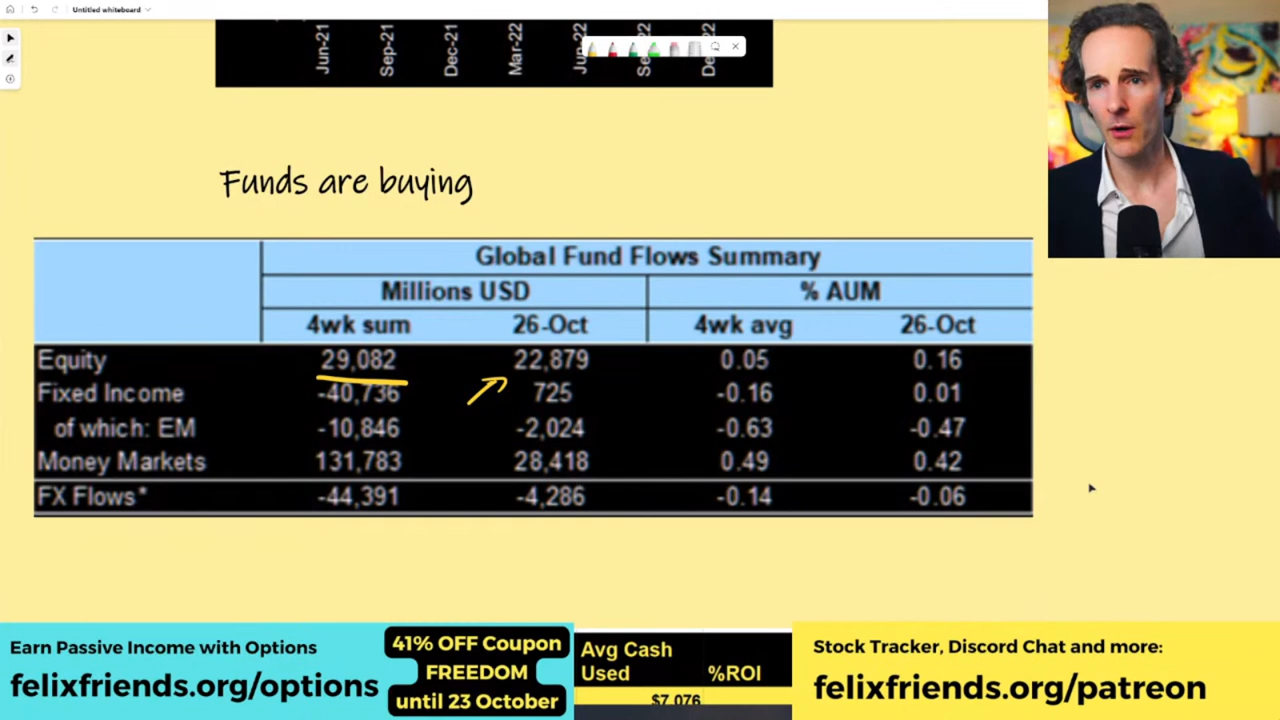 Untitled whiteboard
Jun-21 Sep-21 Dec-21 Mar-22
Funds are buying
Global Fund Flows Summary
Millions USD % AUM
4wk sum 26-Oct 4wk avg 26-Oct
Equity 29,082 22,879 0.05 0.16
Fixed Income -40,736 725 -0.16 0.01
of which: EM -10,846 -2,024 -0.63 -0.47
Money Markets 131,783 28,418 0.49 0.42
FX Flows* -44,391 -4,286 -0.14 -0.06
Earn Passive Income with Options
felixfriends.org/options
41% OFF Coupon
FREEDOM
until 23 October
Avg Cash
Used %ROI
$7,076
Stock Tracker, Discord Chat and more:
felixfriends.org/patreon